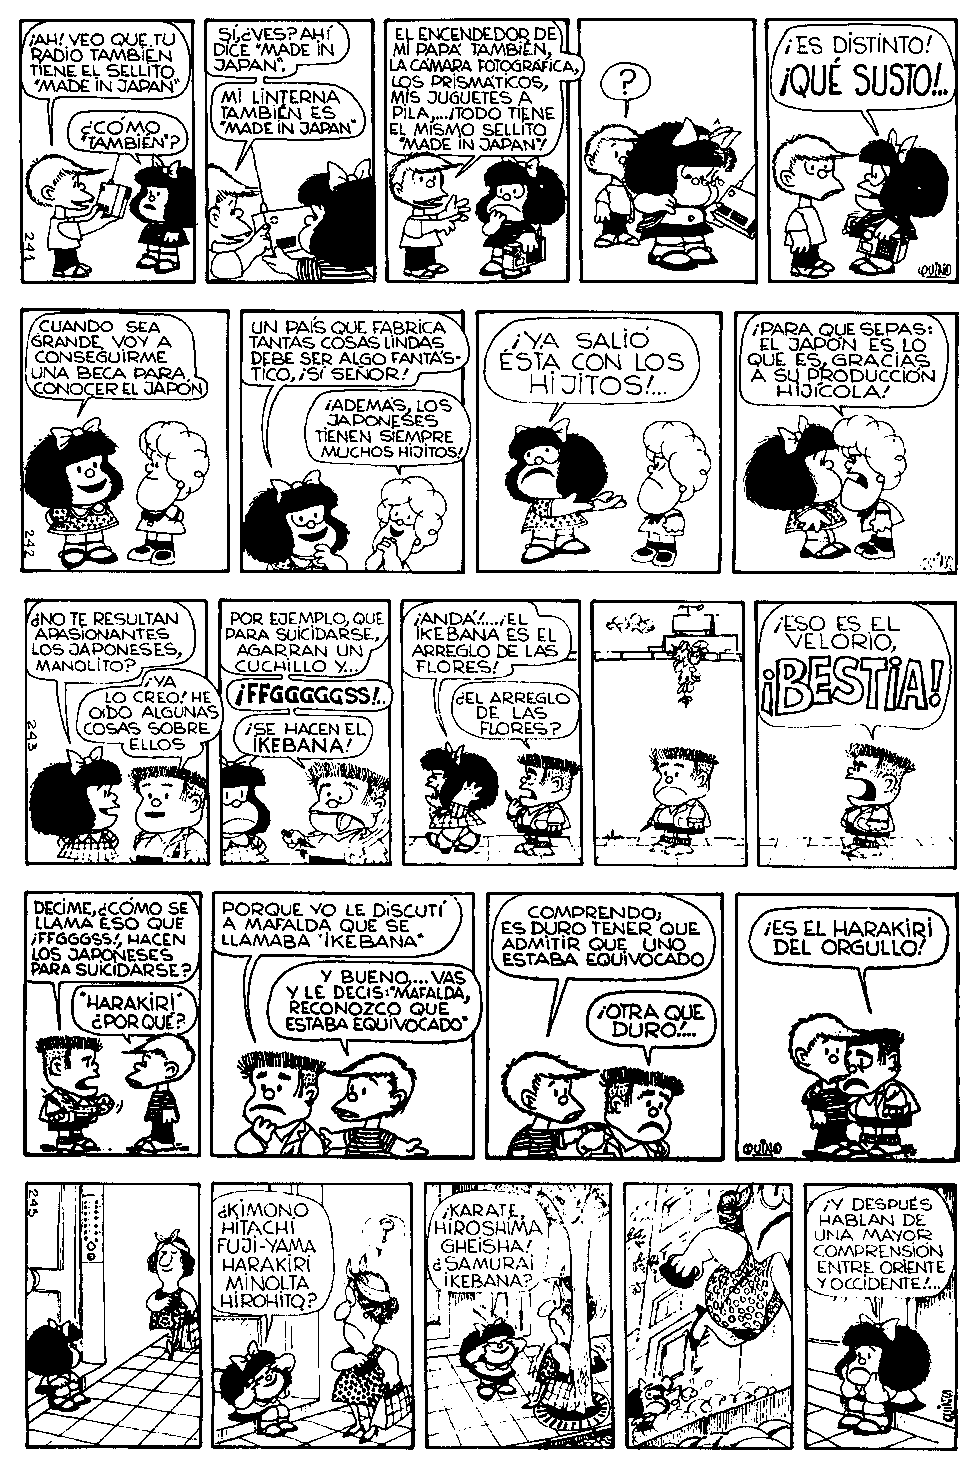 ¡AH! VEO QUE TU
RADIO TAMBIÉN
TIENE EL SELLITO
"MADE IN JAPAN"
¿CÓMO
"TAMBIÉN"?
241
SÍ, ¿VES? AHÍ
DICE "MADE IN
JAPAN".
MI LINTERNA
TAMBIÉN ES
"MADE IN JAPAN"
EL ENCENDEDOR DE
MI PAPÁ TAMBIÉN,
LA CÁMARA FOTOGRÁFICA,
LOS PRISMÁTICOS,
MIS JUGUETES A
PILA,...¡TODO TIENE
EL MISMO SELLITO
"MADE IN JAPAN"!
?
¡ES DISTINTO!
¡QUÉ SUSTO!..
QUINO
CUANDO SEA
GRANDE VOY A
CONSEGUIRME
UNA BECA PARA
CONOCER EL JAPÓN
242
UN PAÍS QUE FABRICA
TANTAS COSAS LINDAS
DEBE SER ALGO FANTÁS-
TICO, ¡SÍ SEÑOR!
¡ADEMÁS, LOS
JAPONESES
TIENEN SIEMPRE
MUCHOS HIJITOS!
¡YA SALIÓ
ÉSTA CON LOS
HIJITOS!...
¡PARA QUE SEPAS:
EL JAPÓN ES LO
QUE ES, GRACIAS
A SU PRODUCCIÓN
HIJÍCOLA!
QUINO
¿NO TE RESULTAN
APASIONANTES
LOS JAPONESES,
MANOLITO?
¡YA
LO CREO! HE
OÍDO ALGUNAS
COSAS SOBRE
ELLOS
243
POR EJEMPLO, QUE
PARA SUICIDARSE,
AGARRAN UN
CUCHILLO Y...
¡FFGGGGGSS!..
¡SE HACEN EL
IKEBANA!
¡ANDÁ!!..¡EL
IKEBANA ES EL
ARREGLO DE LAS
FLORES!
¿EL ARREGLO
DE LAS
FLORES?
¡ESO ES EL
VELORIO,
¡BESTIA!
DECIME, ¿CÓMO SE
LLAMA ESO QUE
¡FFGGGSS!, HACEN
LOS JAPONESES
PARA SUICIDARSE?
"HARAKIRI"
¿POR QUÉ?
PORQUE YO LE DISCUTÍ
A MAFALDA QUE SE
LLAMABA "IKEBANA"
Y BUENO,... VAS
Y LE DECÍS: "MAFALDA,
RECONOZCO QUE
ESTABA EQUIVOCADO"
COMPRENDO;
ES DURO TENER QUE
ADMITIR QUE UNO
ESTABA EQUIVOCADO
¡OTRA QUE
DURO!...
¡ES EL HARAKIRI
DEL ORGULLO!
QUINO
245
¿KIMONO
HITACHI
FUJI-YAMA
HARAKIRI
MINOLTA
HIROHITO?
?
¡KARATE,
HIROSHIMA
GHEISHA!
¿SAMURAI
IKEBANA?
¡Y DESPUÉS
HABLAN DE
UNA MAYOR
COMPRENSIÓN
ENTRE ORIENTE
Y OCCIDENTE!...
QUINO